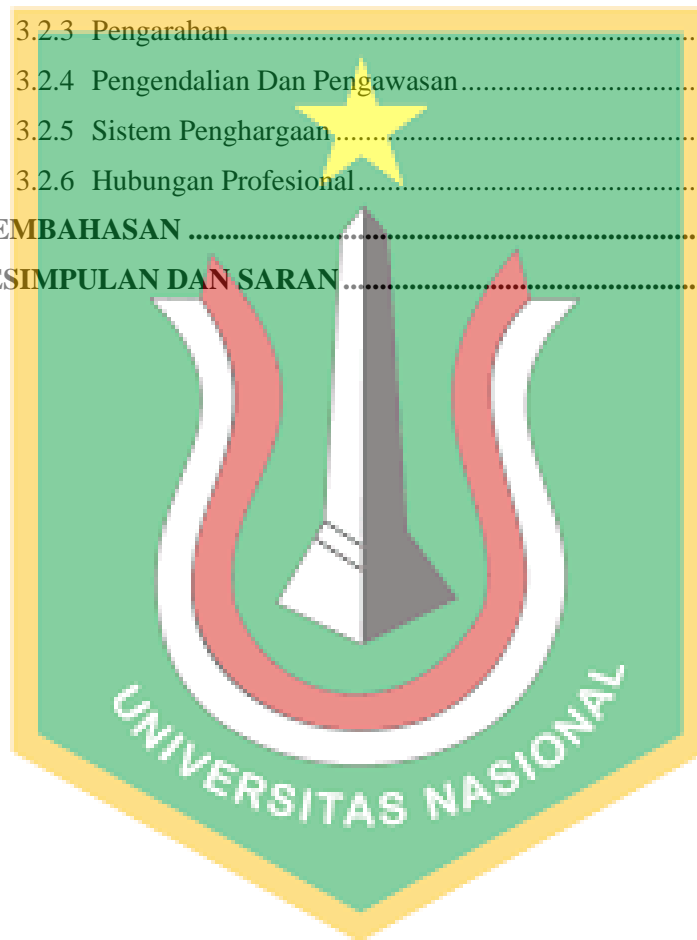 3.2.3 Pengarahan................................................................
3.2.4 Pengendalian Dan Pengawasan................................
3.2.5 Sistem Penghargaan.................................................
3.2.6 Hubungan Profesional..............................................
EMBAHASAN .....................................................................
ESIMPULAN DAN SARAN................................................
UNIVERSITAS NASIONAL